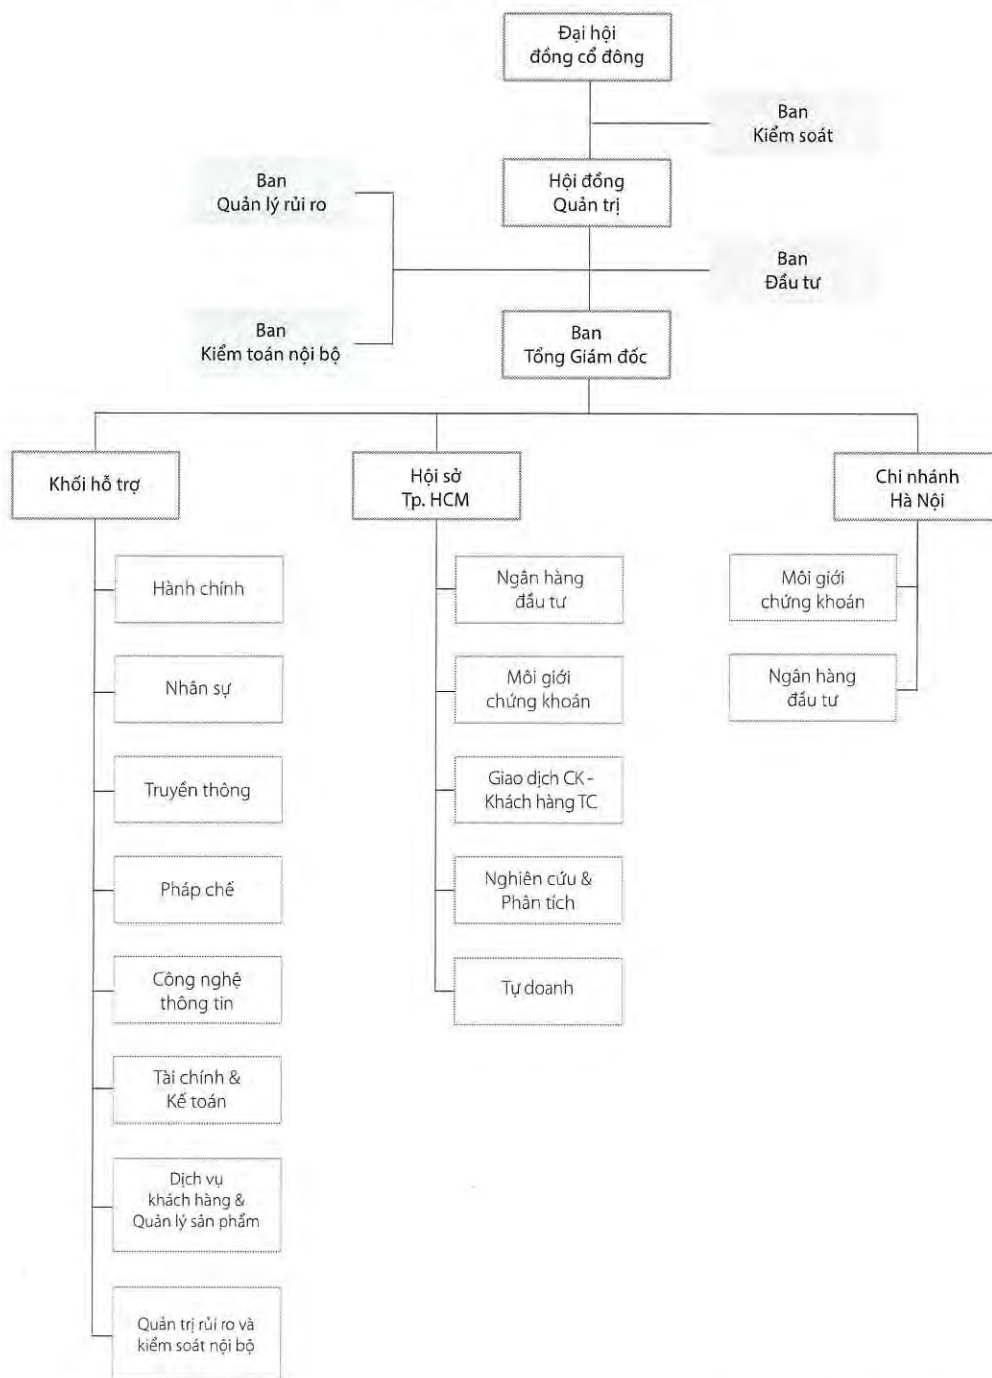 Đại hội
đồng cổ đông
Ban
Kiểm soát
Hội đồng
Quản trị
Ban
Quản lý rủi ro
Ban
Đầu tư
Ban
Kiểm toán nội bộ
Ban
Tổng Giám đốc
Khối hỗ trợ
Hội sở
Tp. HCM
Chi nhánh
Hà Nội
Hành chính
Nhân sự
Truyền thông
Pháp chế
Công nghệ
thông tin
Tài chính &
Kế toán
Dịch vụ
khách hàng &
Quản lý sản phẩm
Quản trị rủi ro và
kiểm soát nội bộ
Ngân hàng
đầu tư
Môi giới
chứng khoán
Giao dịch CK -
Khách hàng TC
Nghiên cứu &
Phân tích
Tự doanh
Môi giới
chứng khoán
Ngân hàng
đầu tư